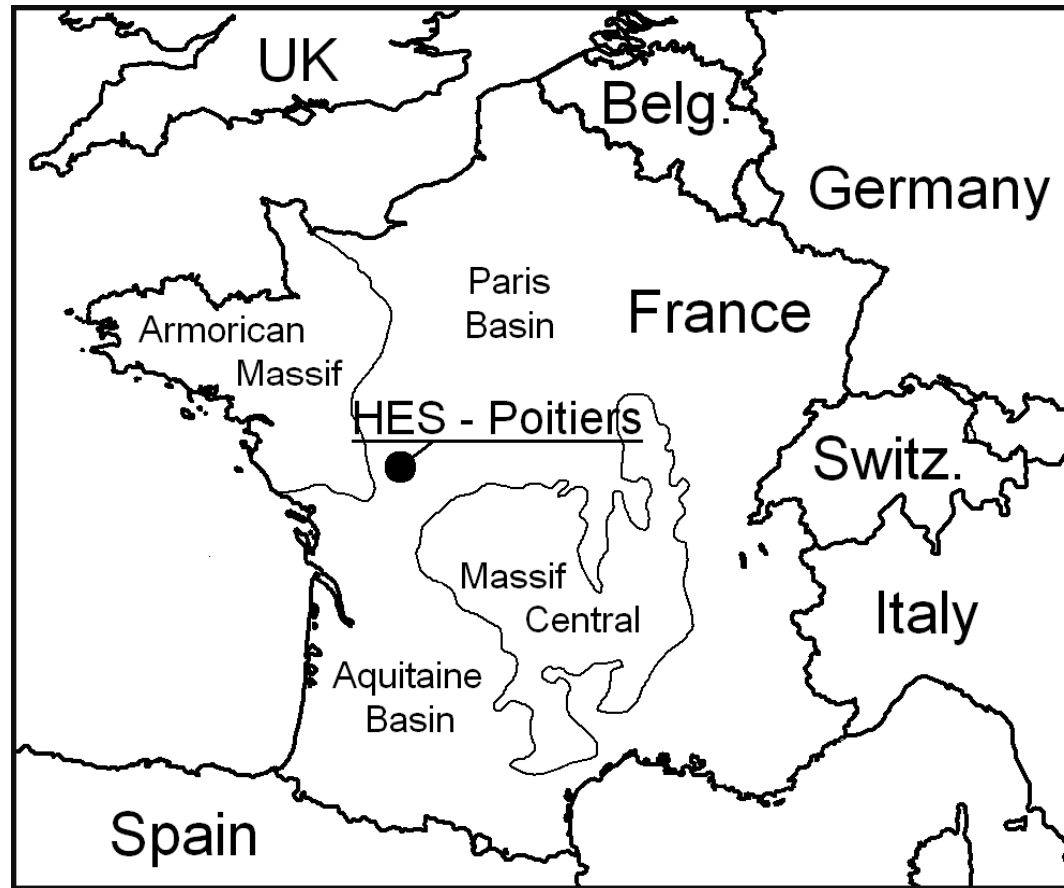 UK
Belg.
Germany
Paris
Basin
France
Armorican
Massif
HES - Poitiers
Switz.
Massif
Central
Italy
Aquitaine
Basin
Spain